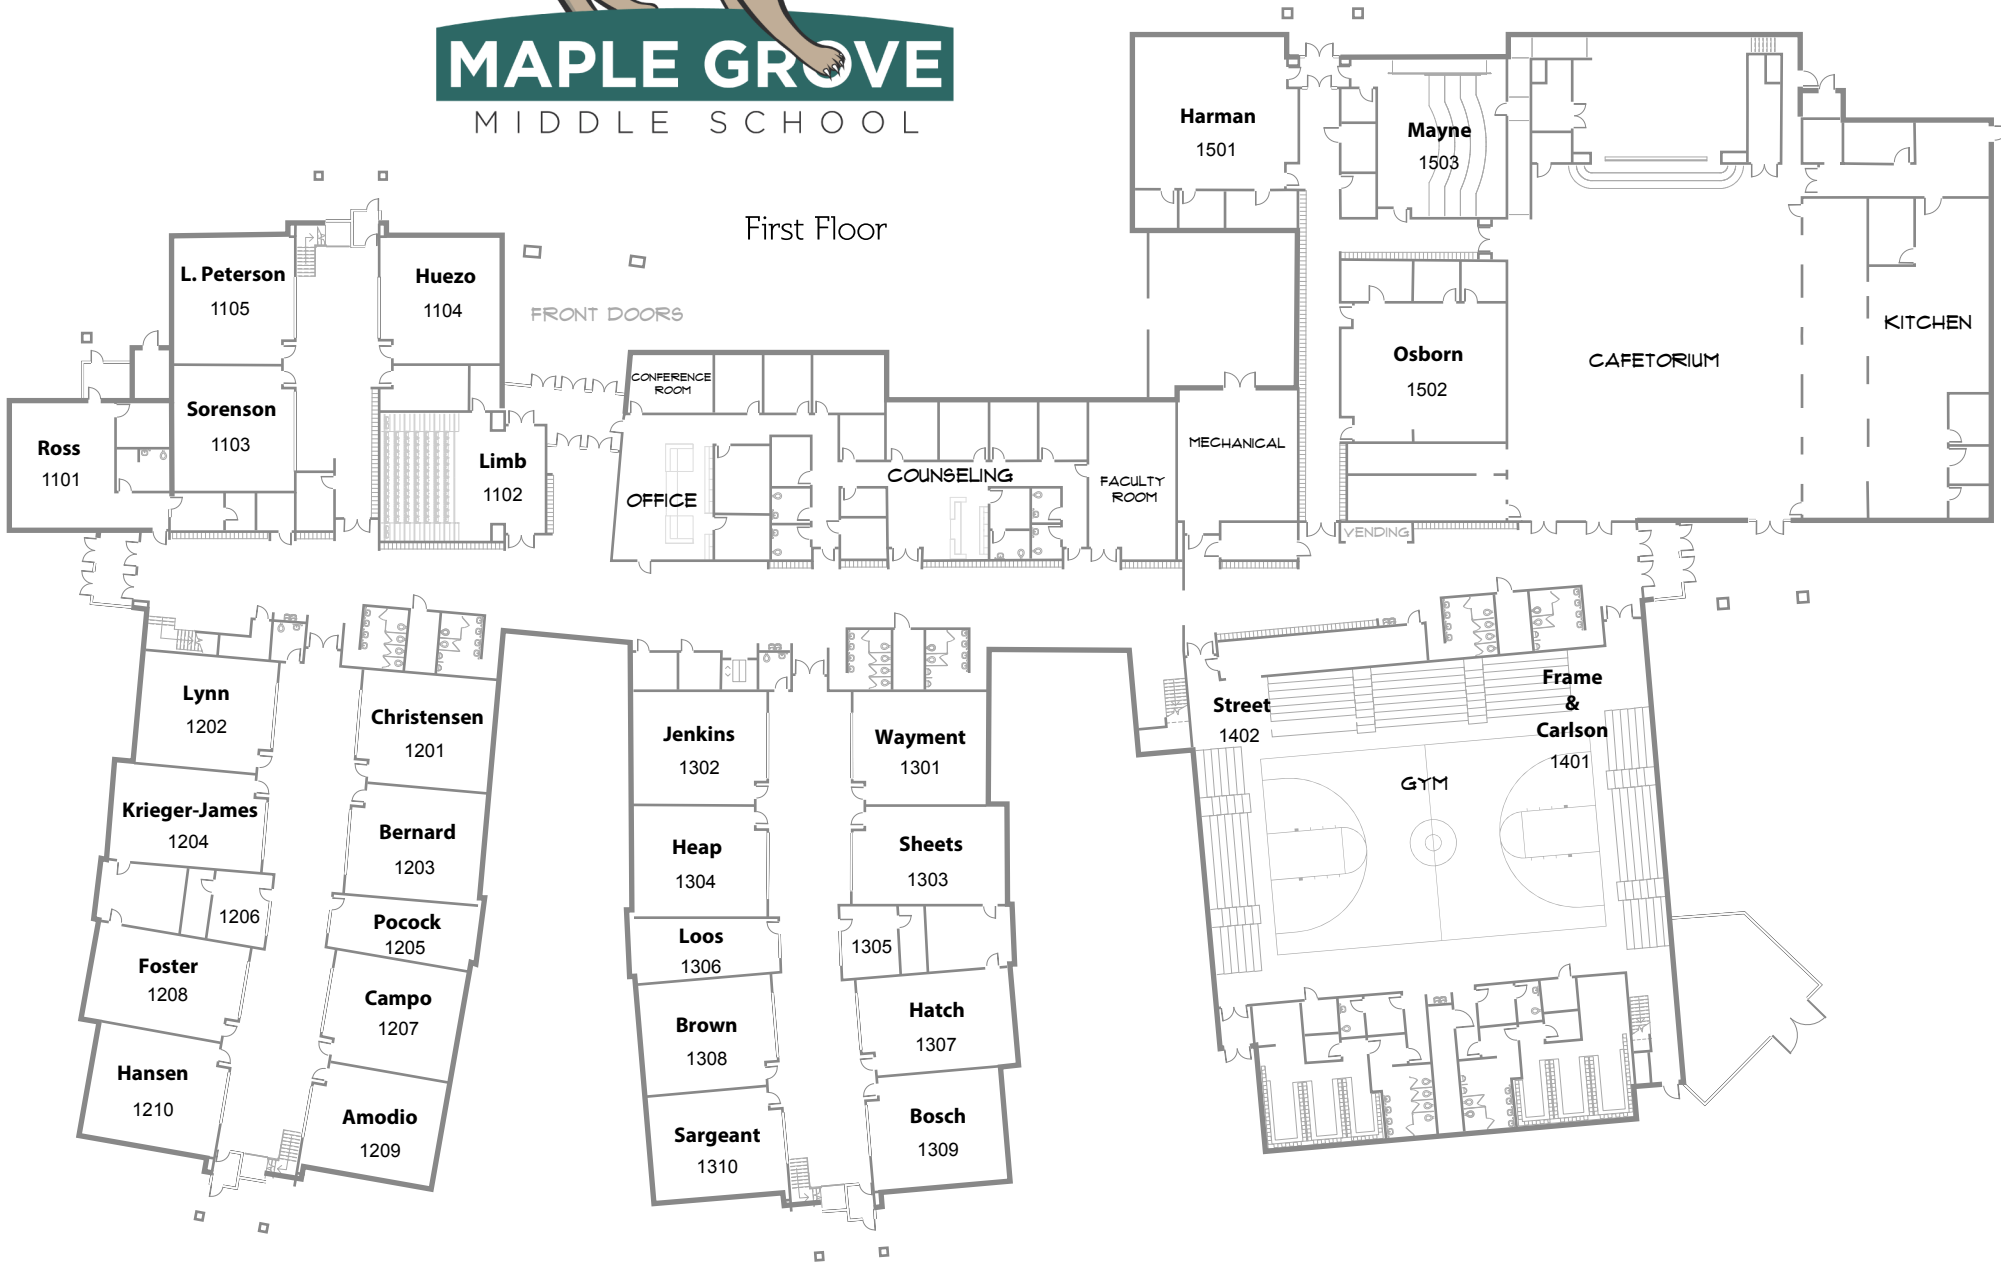 MAPLE GROVE
MIDDLE SCHOOL
First Floor
Harman
1501
Mayne
1503
L. Peterson
1105
Huezo
1104
FRONT DOORS
KITCHEN
CAFETORIUM
Osborn
1502
CONFERENCE
ROOM
Sorenson
1103
Ross
1101
Limb
1102
OFFICE
COUNSELING
FACULTY
ROOM
MECHANICAL
VENDING
Lynn
1202
Christensen
1201
Krieger-James
1204
Bernard
1203
1206
Pocock
1205
Foster
1208
Campo
1207
Hansen
1210
Amodio
1209
Jenkins
1302
Wayment
1301
Heap
1304
Sheets
1303
Loos
1306
1305
Brown
1308
Hatch
1307
Sargeant
1310
Bosch
1309
Street
1402
Frame
&
Carlson
1401
GYM